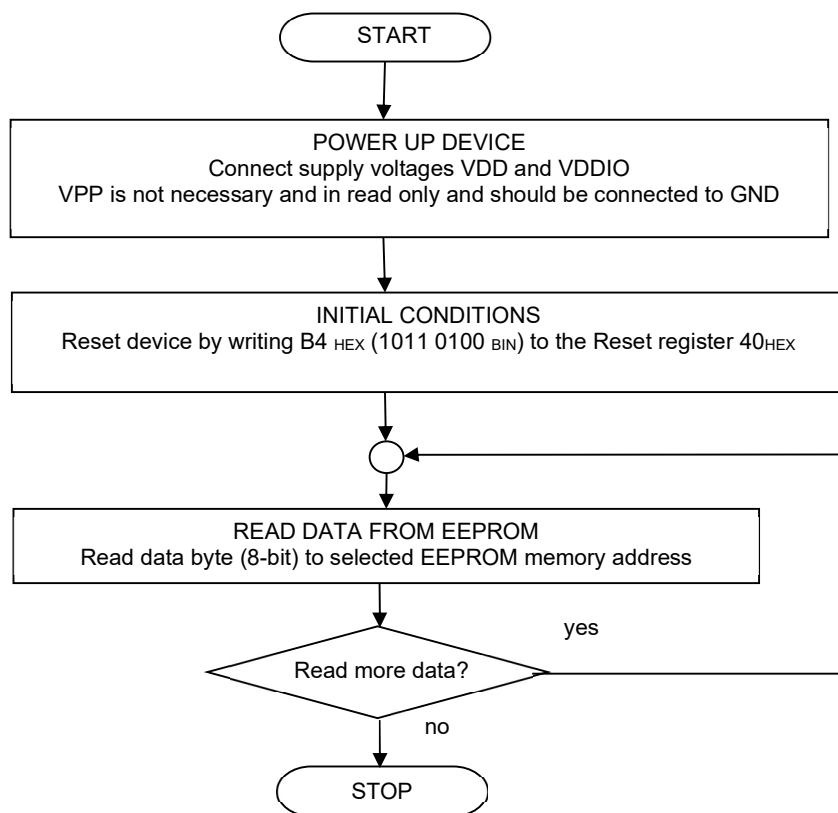 START
POWER UP DEVICE
Connect supply voltages VDD and VDDIO
VPP is not necessary and in read only and should be connected to GND
INITIAL CONDITIONS
Reset device by writing B4 HEX (1011 0100 BIN) to the Reset register 40HEX
READ DATA FROM EEPROM
Read data byte (8-bit) to selected EEPROM memory address
yes
Read more data?
no
STOP